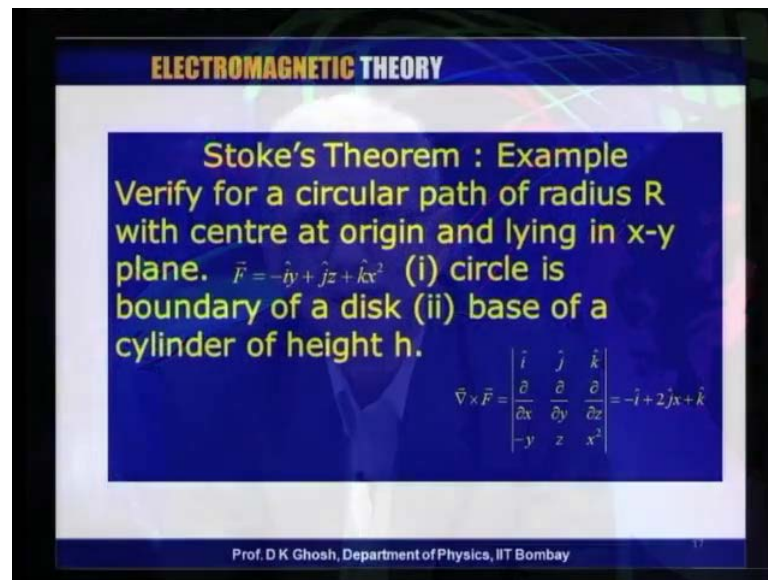 ELECTROMAGNETIC THEORY
Stoke's Theorem : Example
Verify for a circular path of radius R
with centre at origin and lying in x-y
plane. F⃗ = -îy + ĵz + k̂x² (i) circle is
boundary of a disk (ii) base of a
cylinder of height h.
∇⃗ × F⃗ = | î ĵ k̂ |
| ∂/∂x ∂/∂y ∂/∂z | = -î + 2ĵx + k̂
| -y z x² |
Prof. D K Ghosh, Department of Physics, IIT Bombay
17